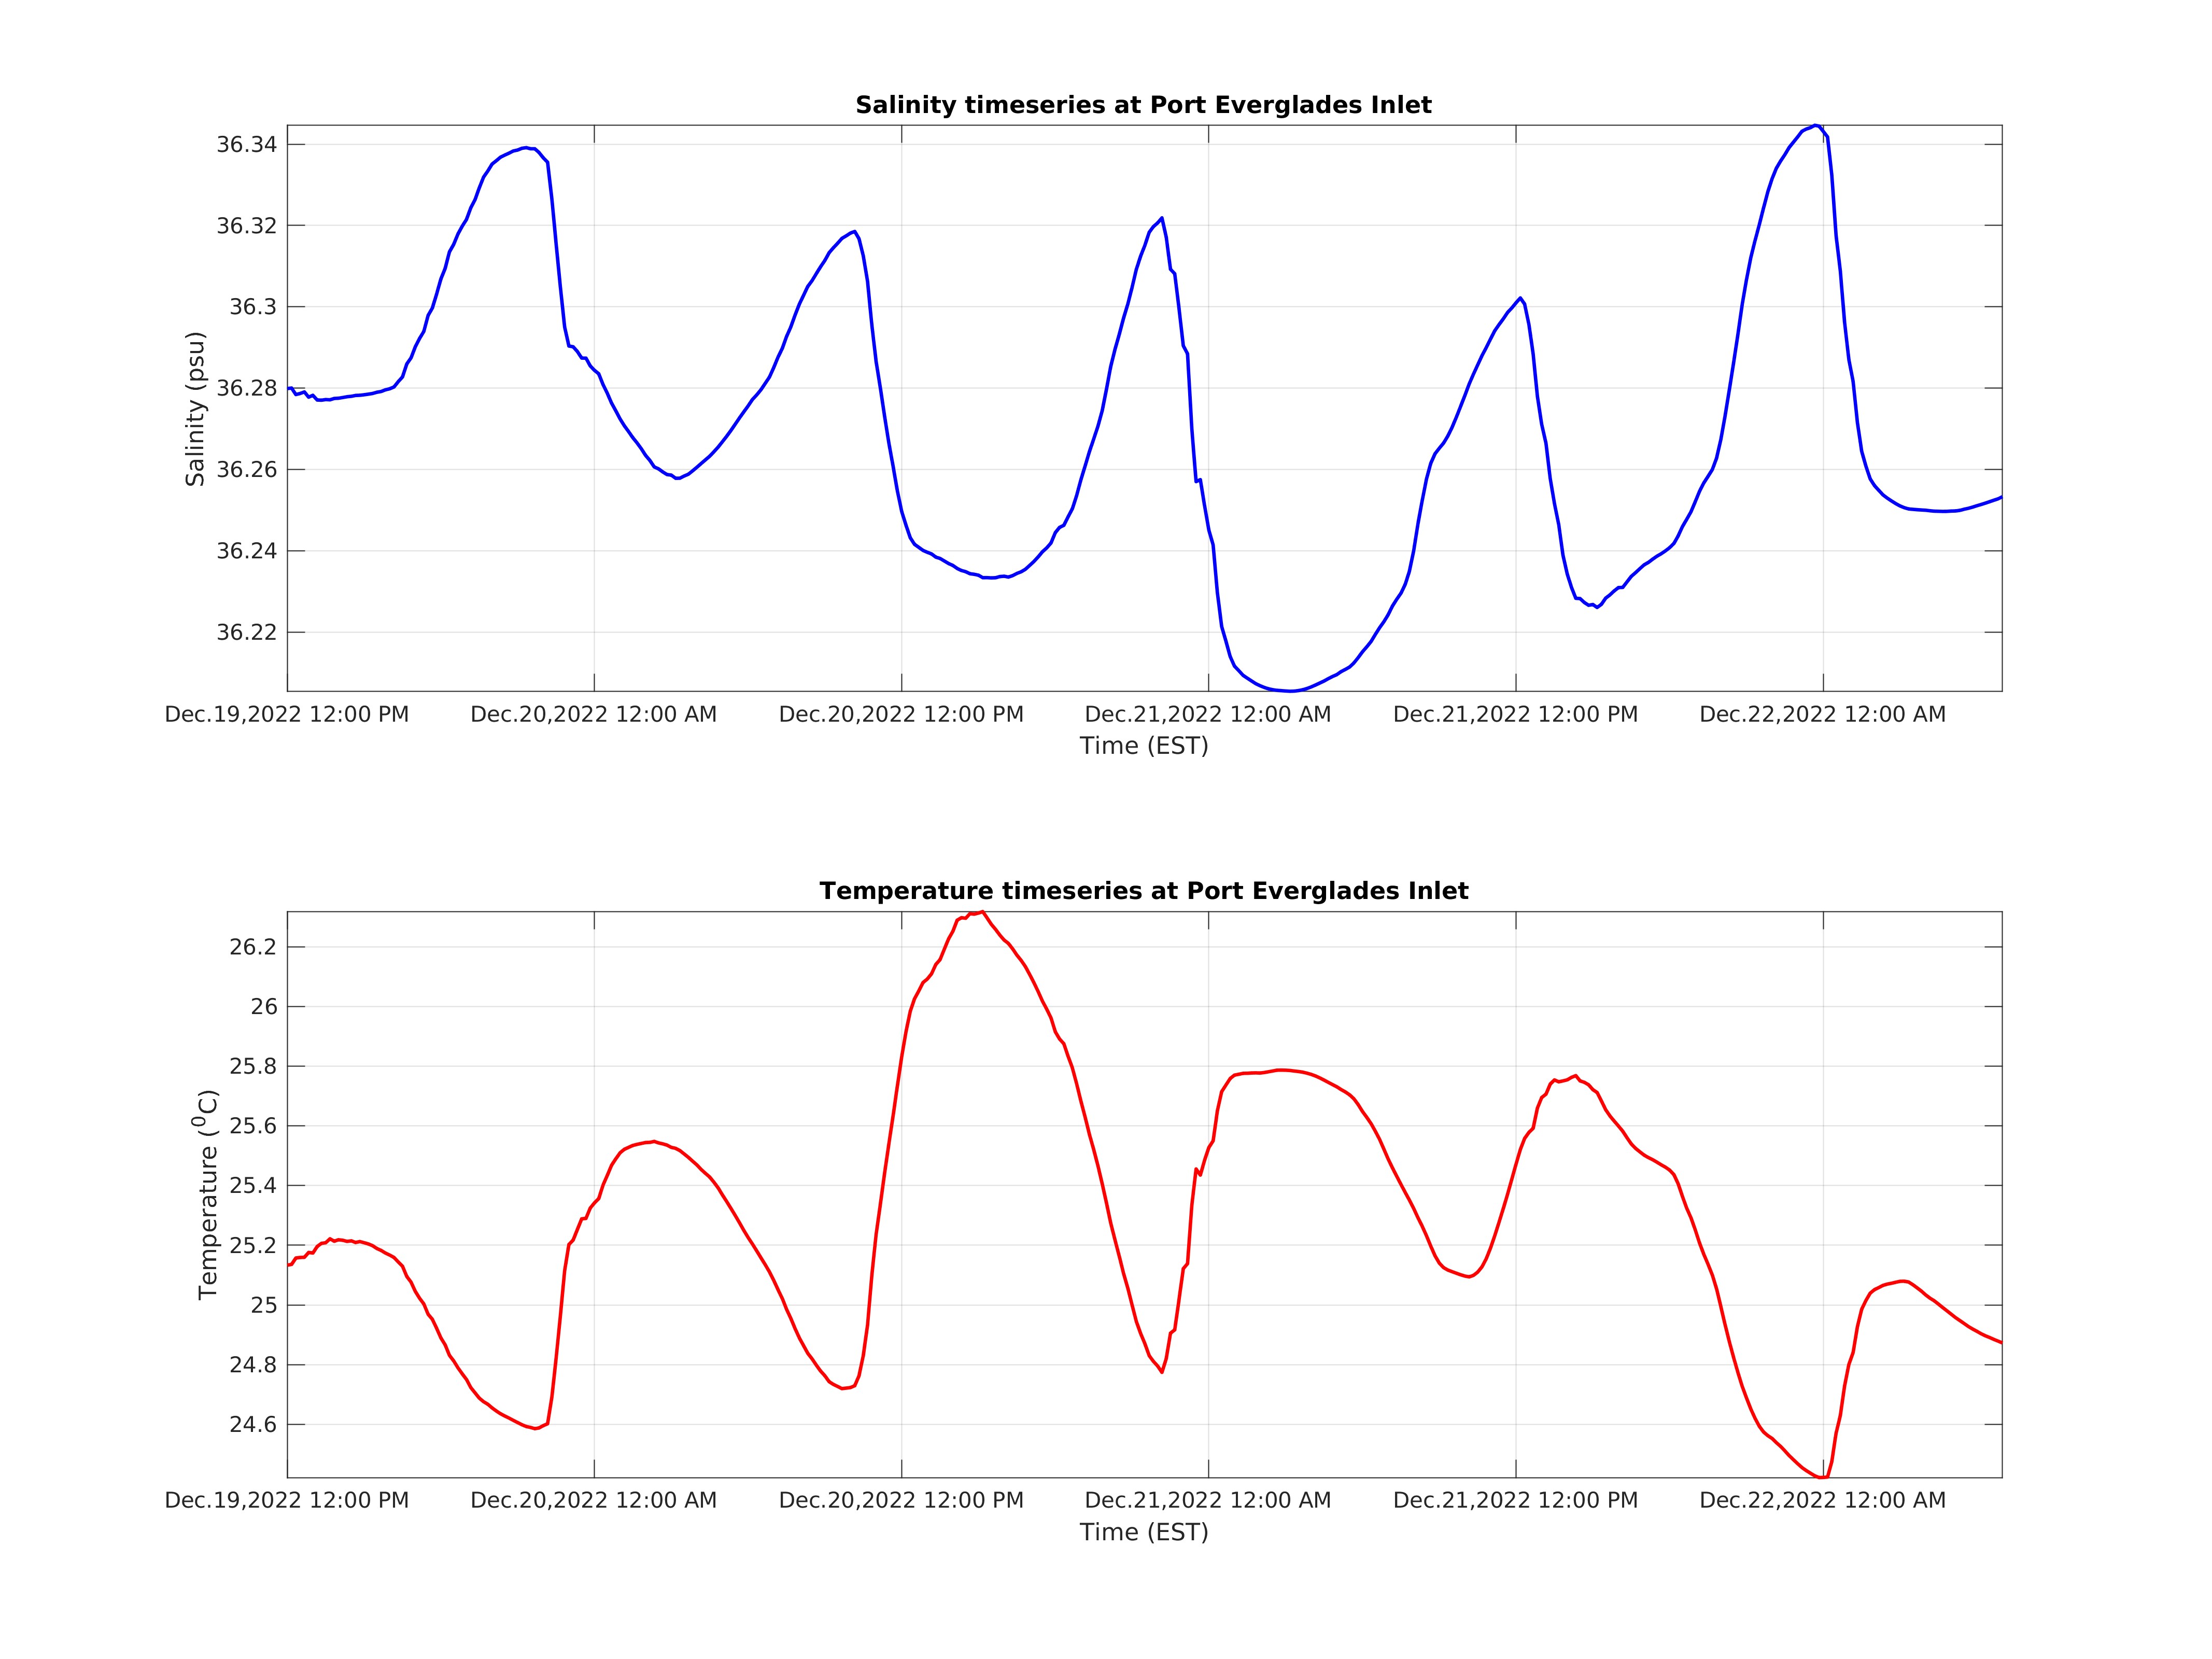 Salinity timeseries at Port Everglades Inlet
36.34
36.32
36.3
36.28
36.26
36.24
36.22
Salinity (psu)
Dec.19,2022 12:00 PM Dec.20,2022 12:00 AM Dec.20,2022 12:00 PM Dec.21,2022 12:00 AM Dec.21,2022 12:00 PM Dec.22,2022 12:00 AM
Time (EST)
Temperature timeseries at Port Everglades Inlet
26.2
26
25.8
25.6
25.4
25.2
25
24.8
24.6
Temperature (⁰C)
Dec.19,2022 12:00 PM Dec.20,2022 12:00 AM Dec.20,2022 12:00 PM Dec.21,2022 12:00 AM Dec.21,2022 12:00 PM Dec.22,2022 12:00 AM
Time (EST)